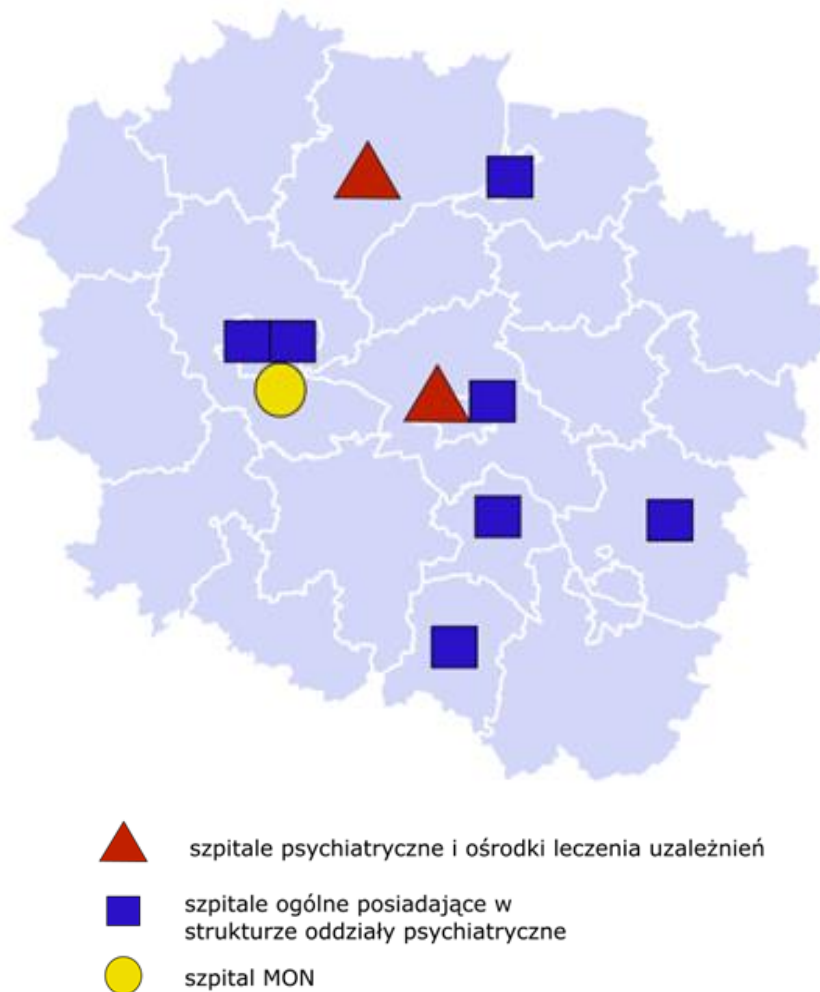 szpitale psychiatryczne i ośrodki leczenia uzależnień
szpitale ogólne posiadające w
strukturze oddziały psychiatryczne
szpital MON